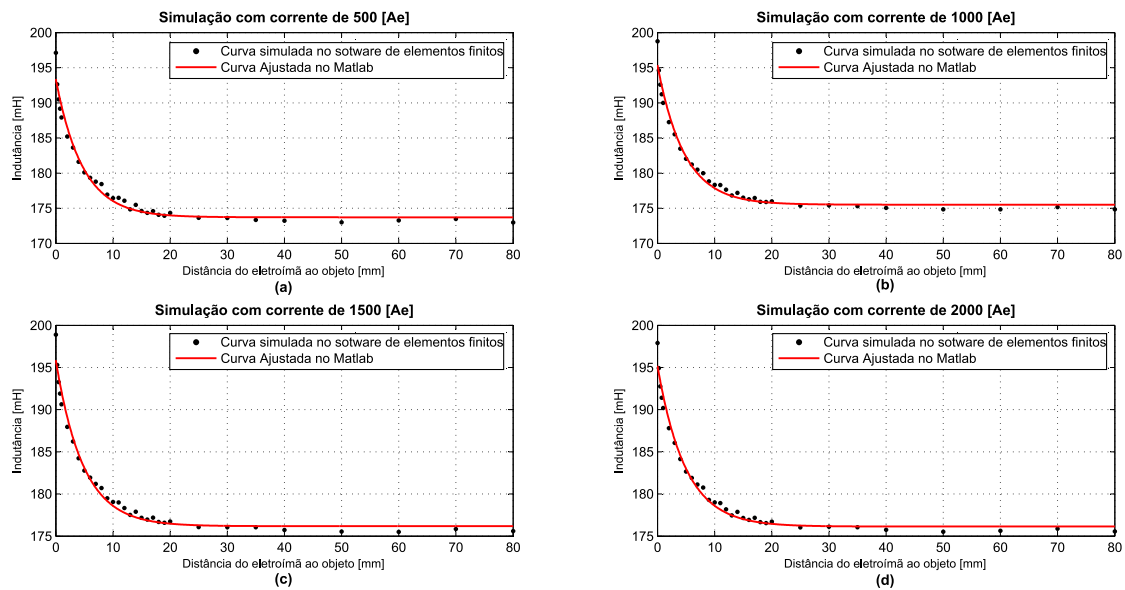 Simulação com corrente de 500 [Ae]
200
195
190
185
180
175
170
Indutância [mH]
Curva simulada no sotware de elementos finitos
Curva Ajustada no Matlab
0 10 20 30 40 50 60 70 80
Distância do eletroímã ao objeto [mm]
(a)
Simulação com corrente de 1000 [Ae]
200
195
190
185
180
175
170
Indutância [mH]
Curva simulada no sotware de elementos finitos
Curva Ajustada no Matlab
0 10 20 30 40 50 60 70 80
Distância do eletroímã ao objeto [mm]
(b)
Simulação com corrente de 1500 [Ae]
200
195
190
185
180
175
Indutância [mH]
Curva simulada no sotware de elementos finitos
Curva Ajustada no Matlab
0 10 20 30 40 50 60 70 80
Distância do eletroímã ao objeto [mm]
(c)
Simulação com corrente de 2000 [Ae]
200
195
190
185
180
175
Indutância [mH]
Curva simulada no sotware de elementos finitos
Curva Ajustada no Matlab
0 10 20 30 40 50 60 70 80
Distância do eletroímã ao objeto [mm]
(d)